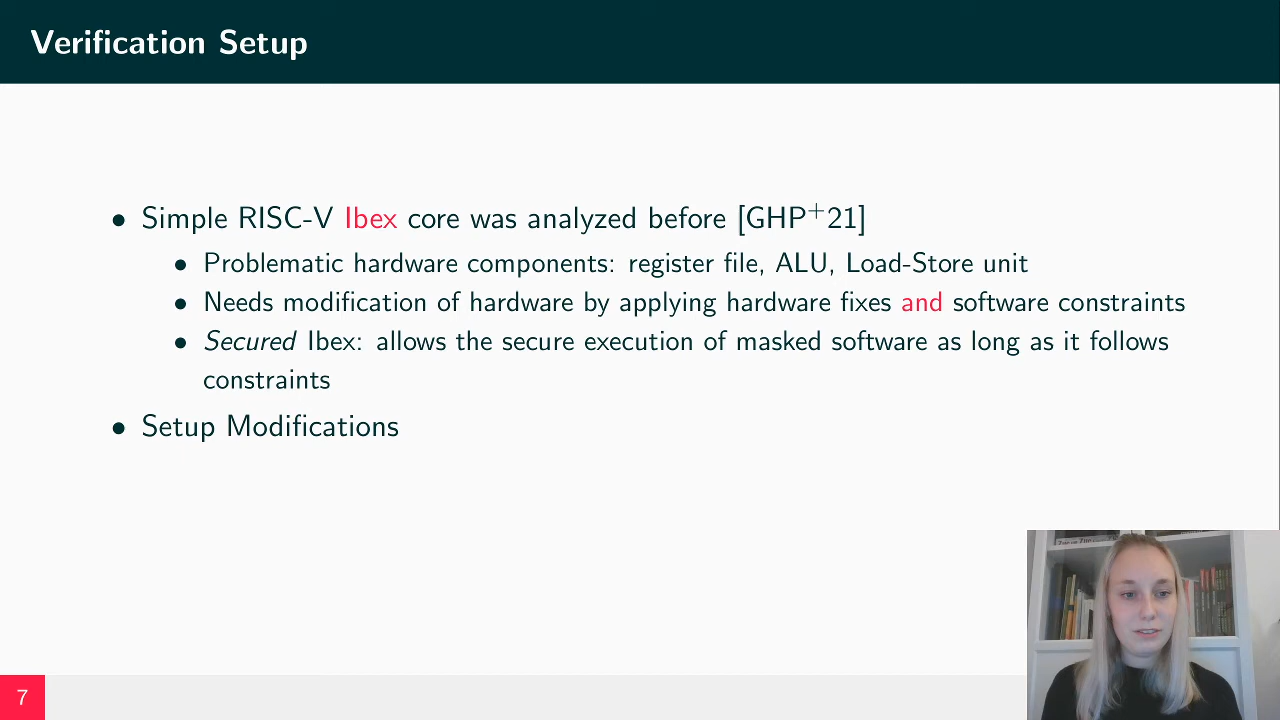 Verification Setup
• Simple RISC-V Ibex core was analyzed before [GHP+21]
• Problematic hardware components: register file, ALU, Load-Store unit
• Needs modification of hardware by applying hardware fixes and software constraints
• Secured Ibex: allows the secure execution of masked software as long as it follows
constraints
• Setup Modifications
7